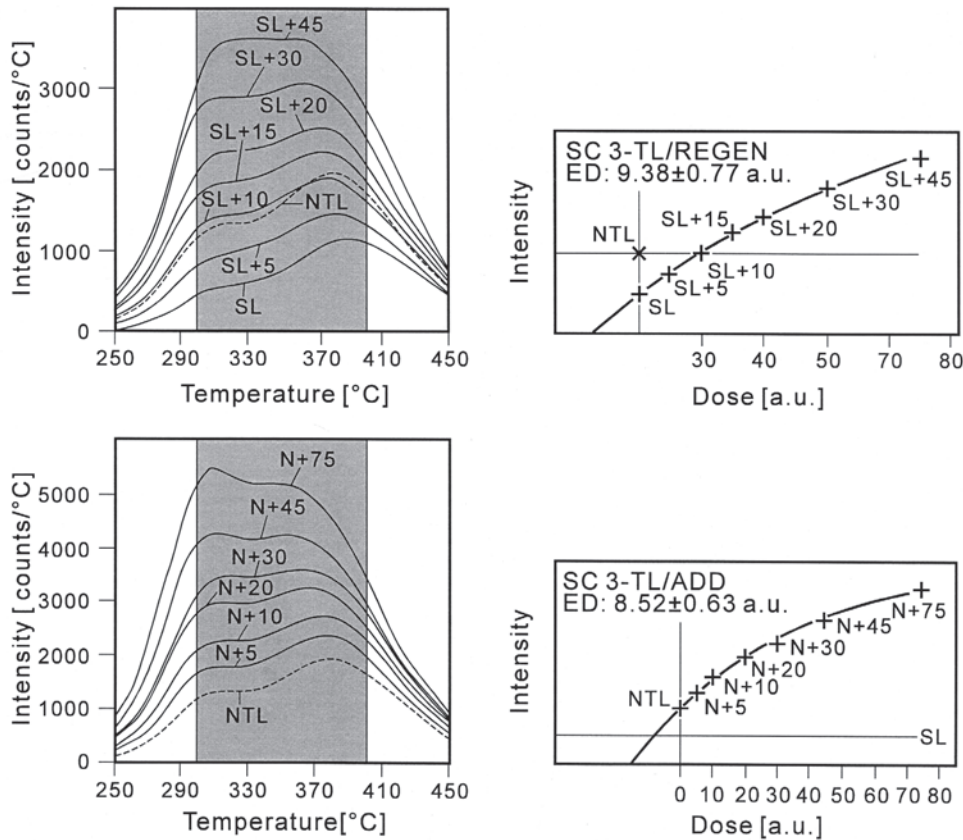 Intensity [ counts/°C]
3000
2000
1000
0
SL+45
SL+30
SL+20
SL+15
SL+10
NTL
SL+5
SL
250 290 330 370 410 450
Temperature [°C]
Intensity
SC 3-TL/REGEN
ED: 9.38±0.77 a.u.
NTL
SL+15
SL+45
SL+30
SL+20
SL+10
SL+5
SL
30 40 50 60 70 80
Dose [a.u.]
Intensity [ counts/°C]
5000
4000
3000
2000
1000
0
N+75
N+45
N+30
N+20
N+10
N+5
NTL
250 290 330 370 410 450
Temperature[°C]
Intensity
SC 3-TL/ADD
ED: 8.52±0.63 a.u.
N+75
N+45
N+30
N+20
N+10
NTL
N+5
SL
0 10 20 30 40 50 60 70 80
Dose [a.u.]